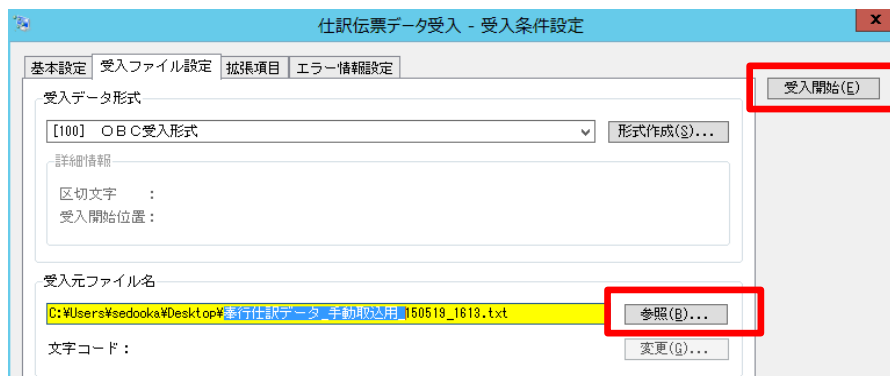 仕訳伝票データ受入 - 受入条件設定
x
基本設定 受入ファイル設定 拡張項目 エラー情報設定
受入開始(E)
受入データ形式
[100] ＯＢＣ受入形式
形式作成(S)...
詳細情報
区切文字 :
受入開始位置:
受入元ファイル名
C:¥Users¥sedooka¥Desktop¥奉行仕訳データ_手動取込用_150519_1613.txt
参照(B)...
文字コード:
変更(G)...